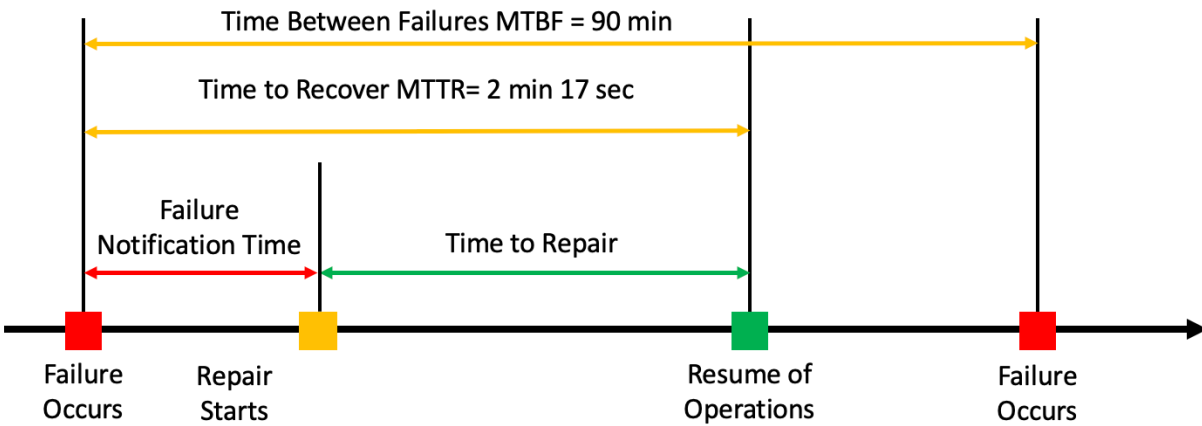 Time Between Failures MTBF = 90 min
Time to Recover MTTR= 2 min 17 sec
Failure
Notification Time
Time to Repair
Failure
Occurs
Repair
Starts
Resume of
Operations
Failure
Occurs